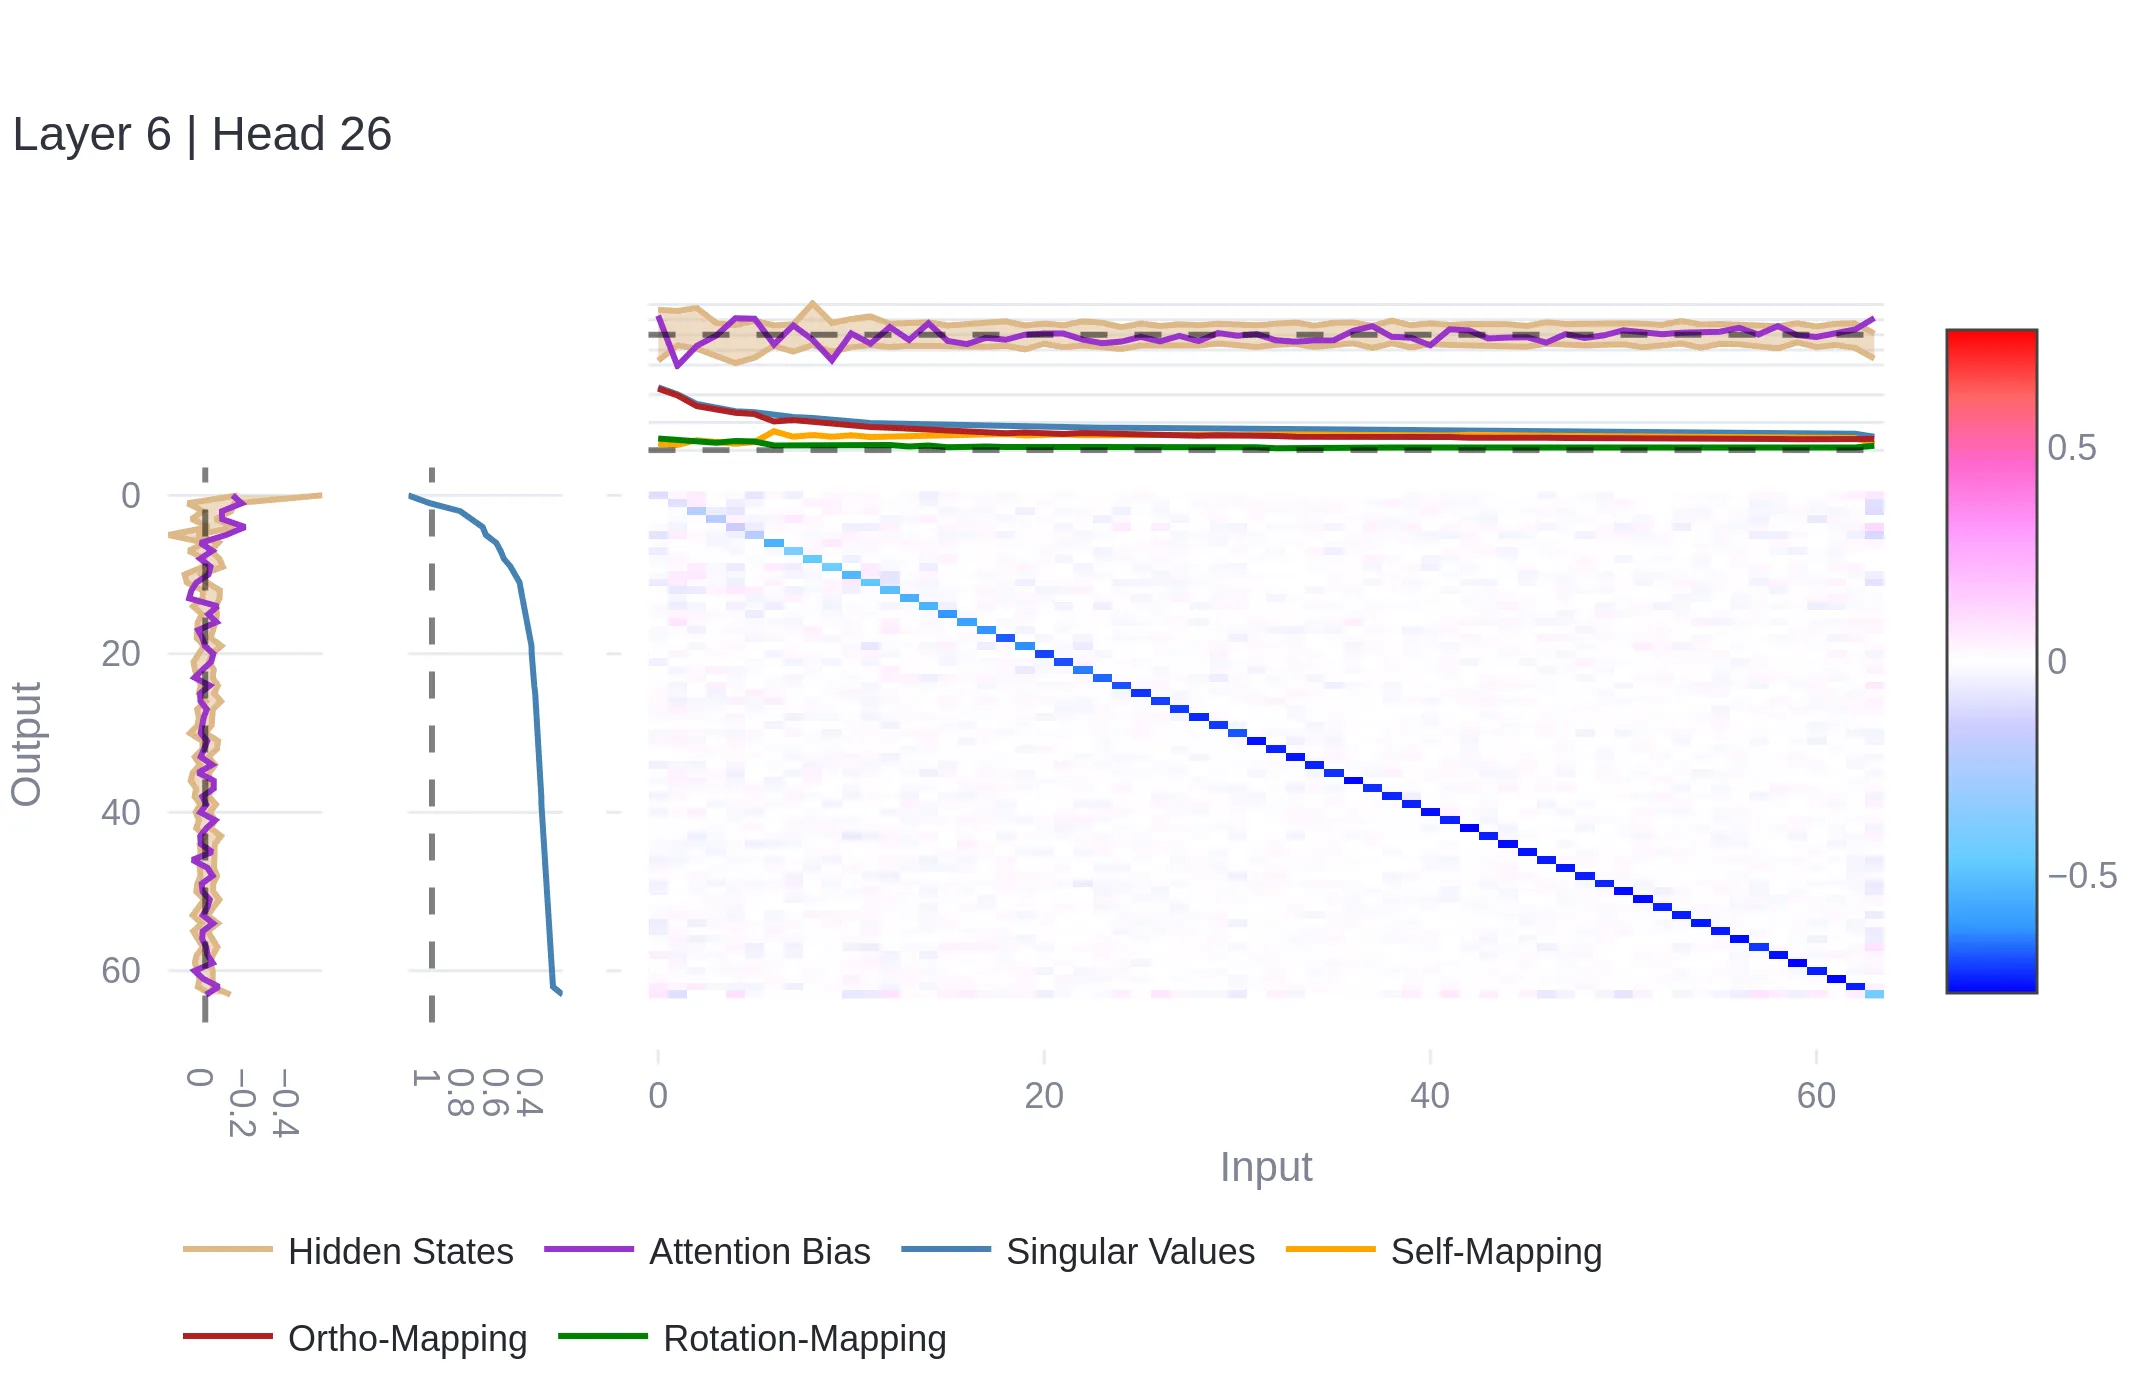 Layer 6 | Head 26
0
20
40
60
Output
0
−0.2
−0.4
1
0.8
0.6
0.4
0
20
40
60
Input
0.5
0
−0.5
Hidden States
Attention Bias
Singular Values
Self-Mapping
Ortho-Mapping
Rotation-Mapping